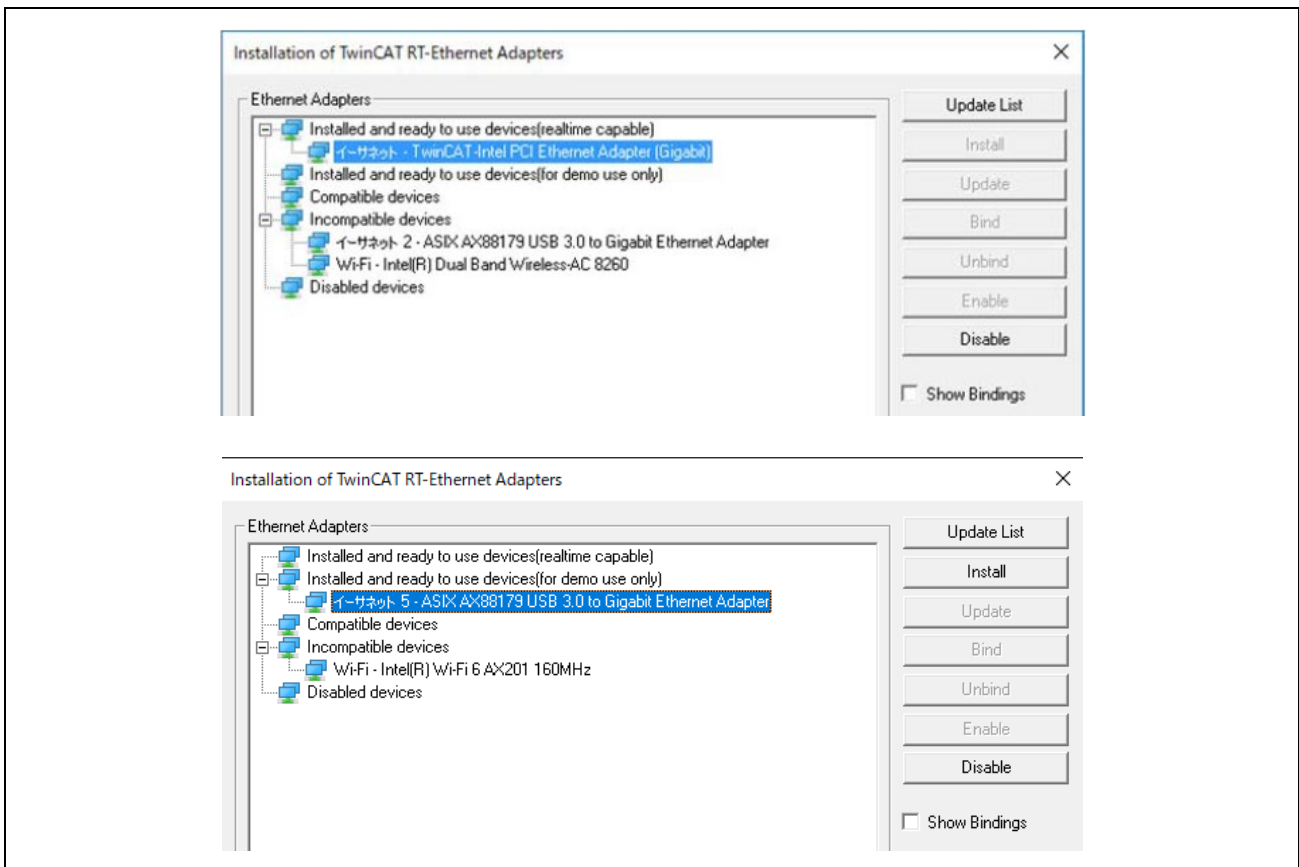 Installation of TwinCAT RT-Ethernet Adapters
Ethernet Adapters
Installed and ready to use devices(realtime capable)
イーサネット - TwinCAT-Intel PCI Ethernet Adapter (Gigabit)
Installed and ready to use devices(for demo use only)
Compatible devices
Incompatible devices
イーサネット 2 - ASIX AX88179 USB 3.0 to Gigabit Ethernet Adapter
Wi-Fi - Intel(R) Dual Band Wireless-AC 8260
Disabled devices
Update List
Install
Update
Bind
Unbind
Enable
Disable
Show Bindings
Installation of TwinCAT RT-Ethernet Adapters
Ethernet Adapters
Installed and ready to use devices(realtime capable)
Installed and ready to use devices(for demo use only)
イーサネット 5 - ASIX AX88179 USB 3.0 to Gigabit Ethernet Adapter
Compatible devices
Incompatible devices
Wi-Fi - Intel(R) Wi-Fi 6 AX201 160MHz
Disabled devices
Update List
Install
Update
Bind
Unbind
Enable
Disable
Show Bindings